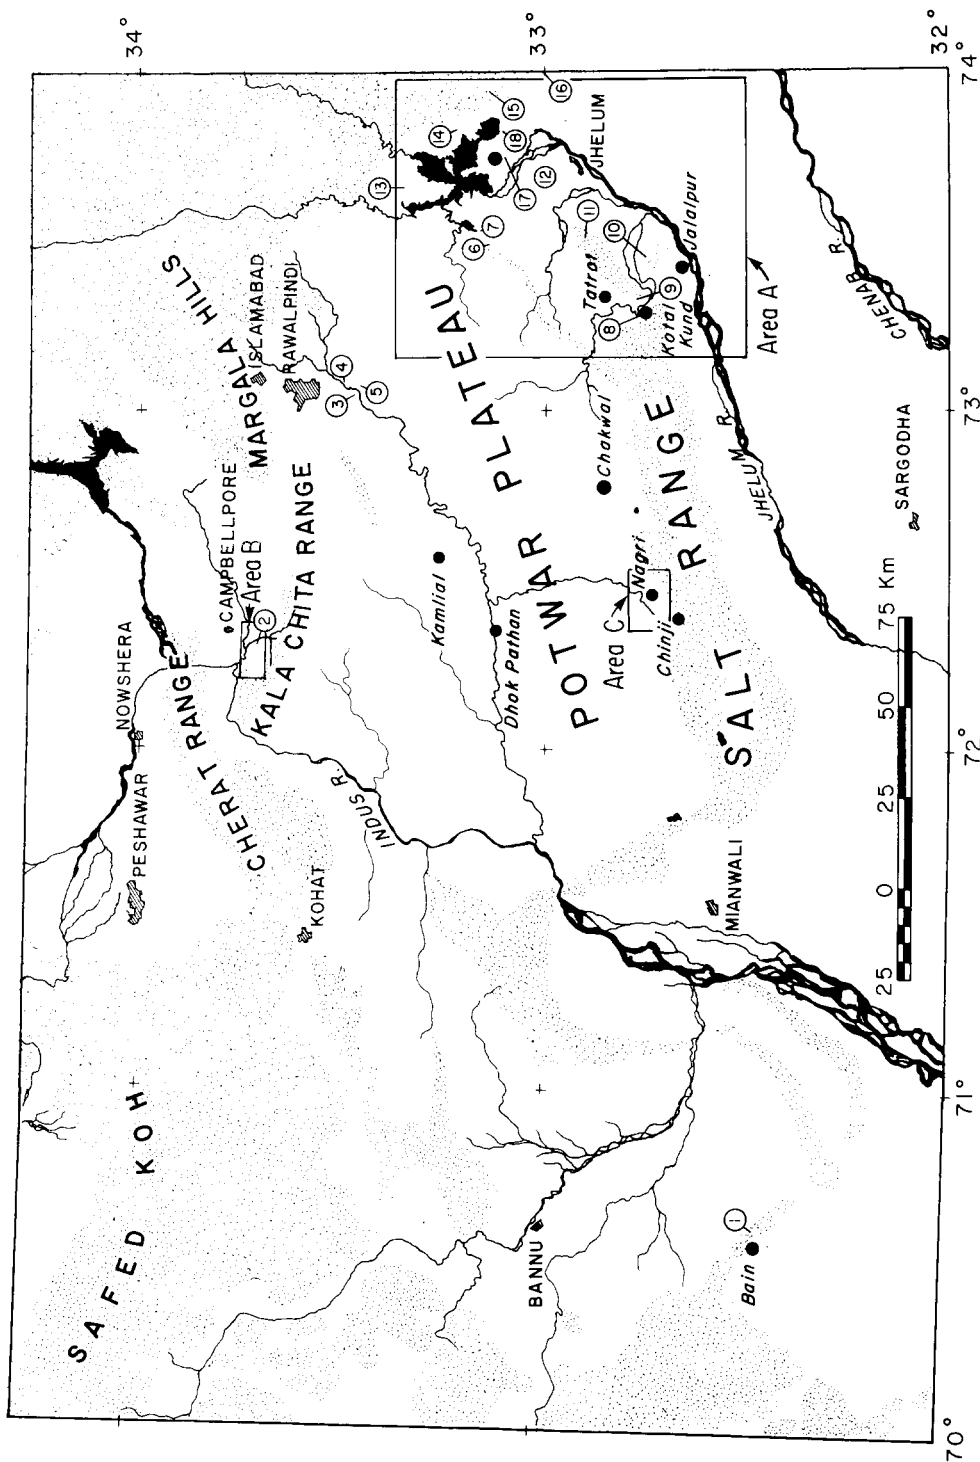 34°
33°
32°
74°
73°
72°
71°
70°
SAFED KOH
PESHAWAR
NOWSHERA
CHERAT RANGE
CAMPBELLPORE
Area B
2
MARGALA HILLS
ISLAMABAD
RAWALPINDI
KALA CHITA RANGE
KOHAT
INDUS R.
3
4
5
Kamlial
Dhok Pathan
POTWAR PLATEAU
6
7
13
14
15
16
18
17
12
JHELUM
11
10
Tatrot
8
9
Kotal
Kund
Jalalpur
Area A
Chakwal
Area C
Nagri
Chinji
SALT RANGE
JHELUM R.
CHENAB R.
SARGODHA
MIANWALI
BANNU
Bain
1
25 0 25 50 75 Km